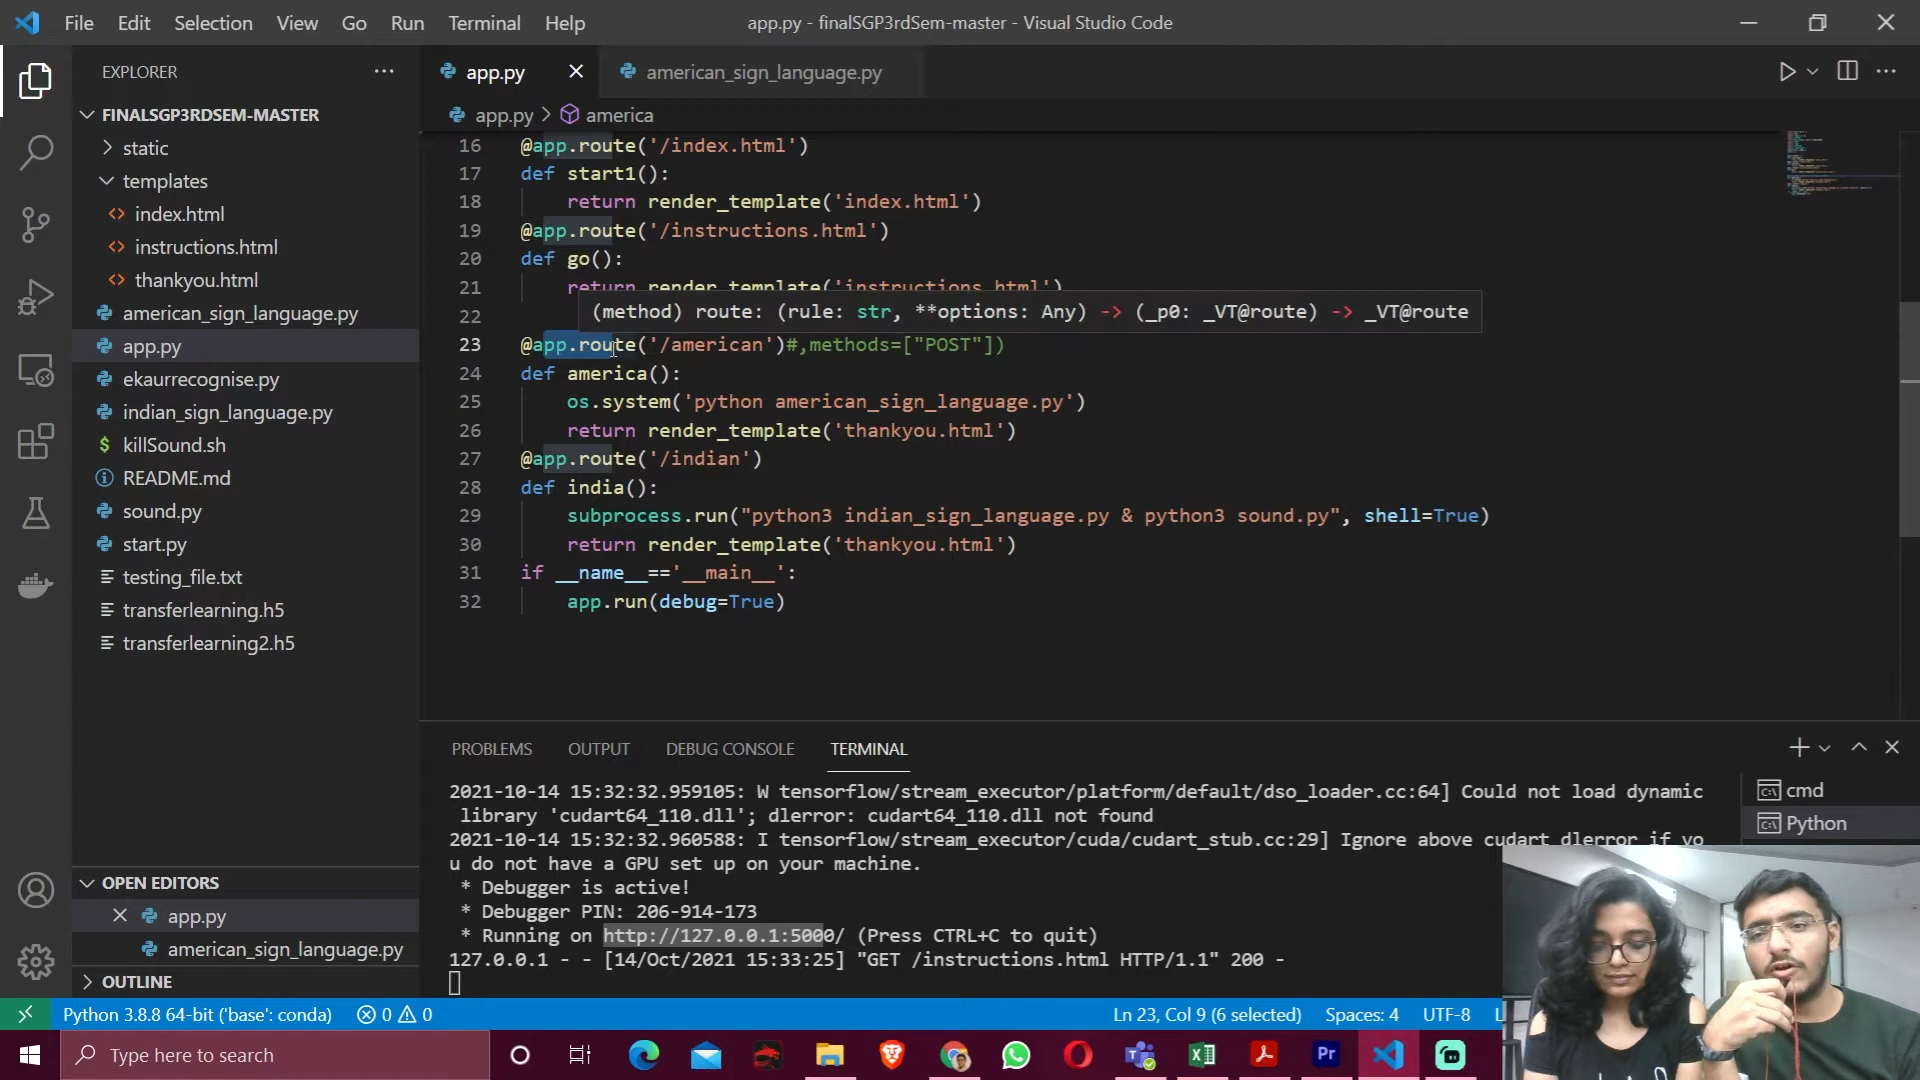 File Edit Selection View Go Run Terminal Help
app.py - finalSGP3rdSem-master - Visual Studio Code
EXPLORER
FINALSGP3RDSEM-MASTER
static
templates
index.html
instructions.html
thankyou.html
american_sign_language.py
app.py
ekaurrecognise.py
indian_sign_language.py
killSound.sh
README.md
sound.py
start.py
testing_file.txt
transferlearning.h5
transferlearning2.h5
OPEN EDITORS
app.py
american_sign_language.py
OUTLINE
app.py american_sign_language.py
app.py > america
16 @app.route('/index.html')
17 def start1():
18 return render_template('index.html')
19 @app.route('/instructions.html')
20 def go():
21 return render_template('instructions.html')
(method) route: (rule: str, **options: Any) -> (_p0: _VT@route) -> _VT@route
22
23 @app.route('/american')#,methods=["POST"])
24 def america():
25 os.system('python american_sign_language.py')
26 return render_template('thankyou.html')
27 @app.route('/indian')
28 def india():
29 subprocess.run("python3 indian_sign_language.py & python3 sound.py", shell=True)
30 return render_template('thankyou.html')
31 if __name__=='__main__':
32 app.run(debug=True)
PROBLEMS OUTPUT DEBUG CONSOLE TERMINAL
2021-10-14 15:32:32.959105: W tensorflow/stream_executor/platform/default/dso_loader.cc:64] Could not load dynamic
library 'cudart64_110.dll'; dlerror: cudart64_110.dll not found
2021-10-14 15:32:32.960588: I tensorflow/stream_executor/cuda/cudart_stub.cc:29] Ignore above cudart dlerror if yo
u do not have a GPU set up on your machine.
* Debugger is active!
* Debugger PIN: 206-914-173
* Running on http://127.0.0.1:5000/ (Press CTRL+C to quit)
127.0.0.1 - - [14/Oct/2021 15:33:25] "GET /instructions.html HTTP/1.1" 200 -
cmd
Python
Python 3.8.8 64-bit ('base': conda) 0 0
Ln 23, Col 9 (6 selected) Spaces: 4 UTF-8
Type here to search